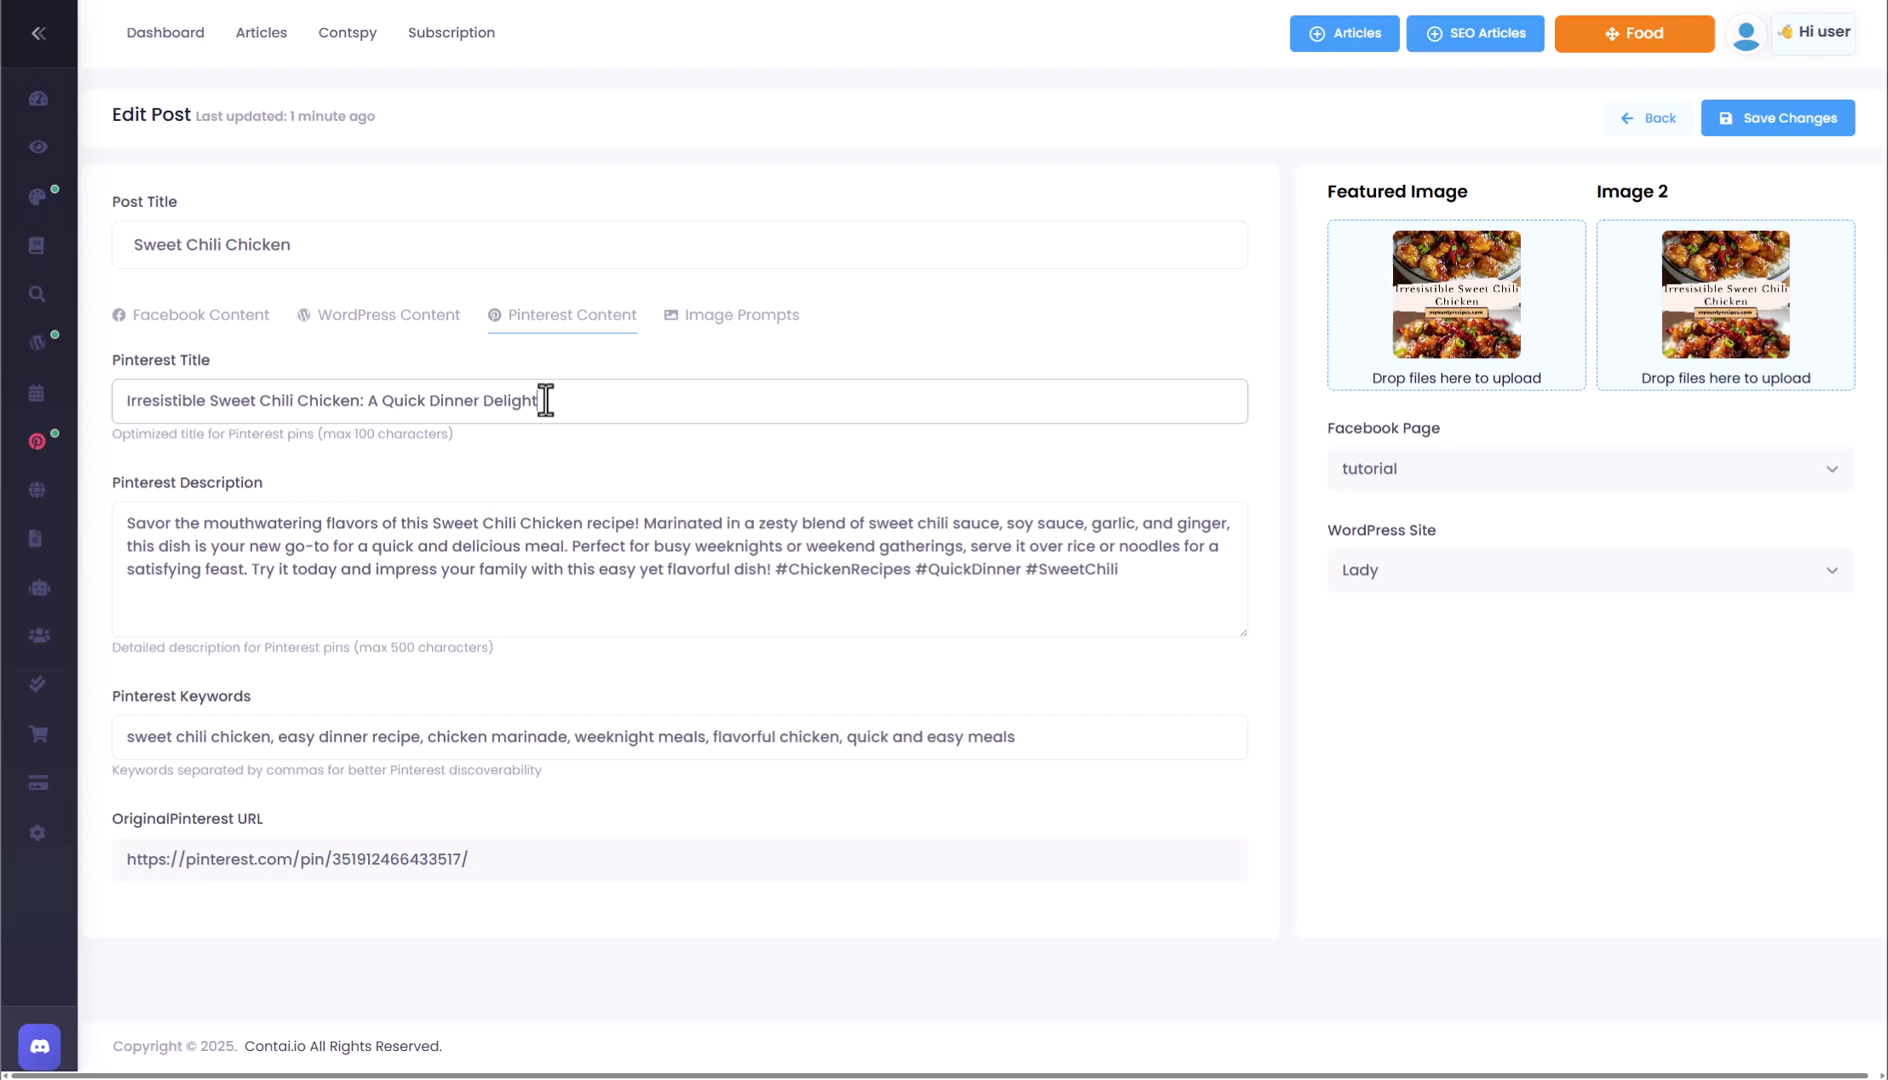 Dashboard Articles Contspy Subscription
Articles SEO Articles Food 👋 Hi user
Edit Post Last updated: 1 minute ago
Back Save Changes
Post Title
Sweet Chili Chicken
Facebook Content WordPress Content Pinterest Content Image Prompts
Pinterest Title
Irresistible Sweet Chili Chicken: A Quick Dinner Delight
Optimized title for Pinterest pins (max 100 characters)
Pinterest Description
Savor the mouthwatering flavors of this Sweet Chili Chicken recipe! Marinated in a zesty blend of sweet chili sauce, soy sauce, garlic, and ginger,
this dish is your new go-to for a quick and delicious meal. Perfect for busy weeknights or weekend gatherings, serve it over rice or noodles for a
satisfying feast. Try it today and impress your family with this easy yet flavorful dish! #ChickenRecipes #QuickDinner #SweetChili
Detailed description for Pinterest pins (max 500 characters)
Pinterest Keywords
sweet chili chicken, easy dinner recipe, chicken marinade, weeknight meals, flavorful chicken, quick and easy meals
Keywords separated by commas for better Pinterest discoverability
OriginalPinterest URL
https://pinterest.com/pin/351912466433517/
Featured Image Image 2
Irresistible Sweet Chili
Chicken
Irresistible Sweet Chili
Chicken
Drop files here to upload Drop files here to upload
Facebook Page
tutorial
WordPress Site
Lady
Copyright © 2025. Contai.io All Rights Reserved.